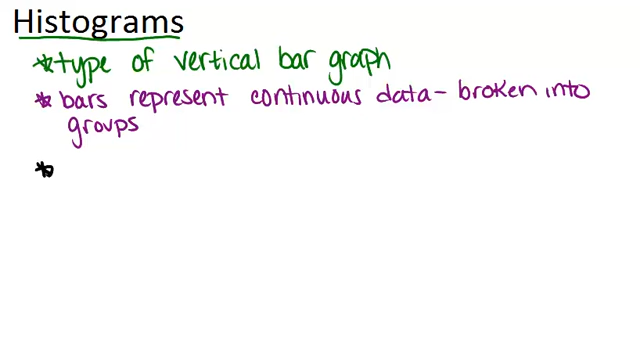 Histograms
*type of vertical bar graph
* bars represent continuous data - broken into
groups
*